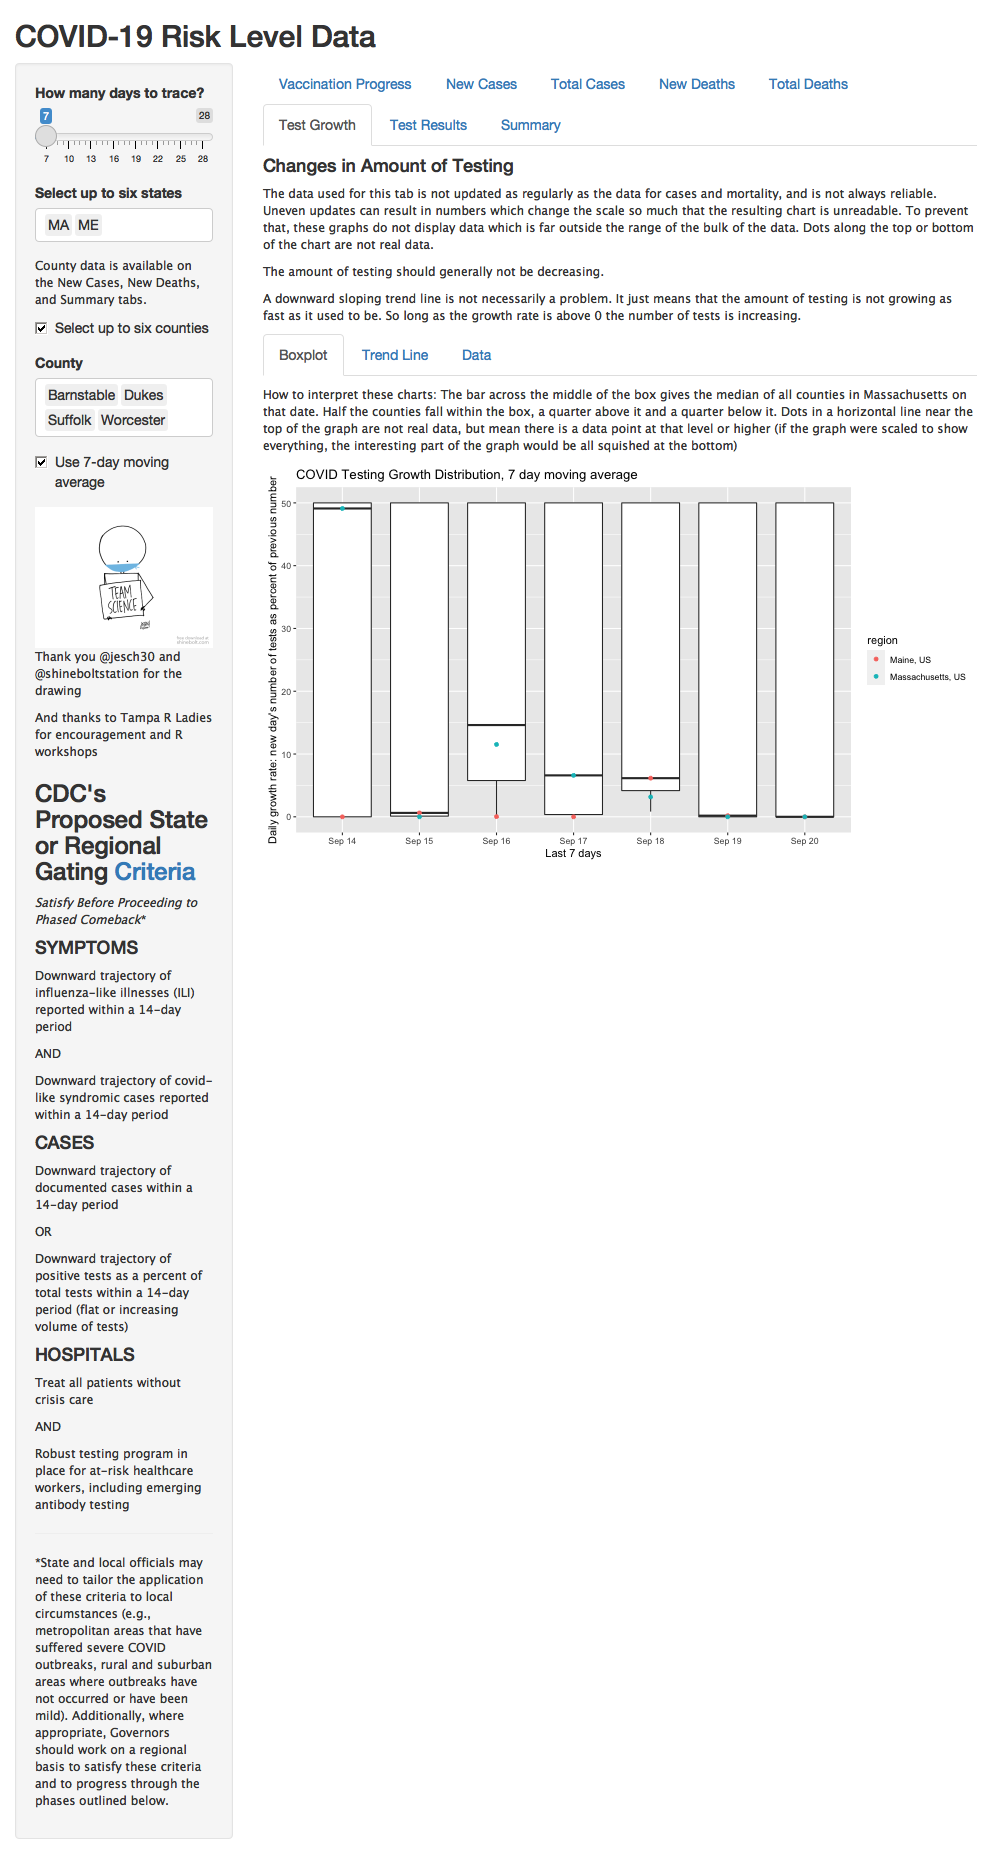 COVID-19 Risk Level Data
How many days to trace?
7
28
7 10 13 16 19 22 25 28
Select up to six states
MA ME
County data is available on
the New Cases, New Deaths,
and Summary tabs.
Select up to six counties
County
Barnstable Dukes
Suffolk Worcester
Use 7-day moving
average
TEAM
SCIENCE
Thank you @jesch30 and
@shineboltstation for the
drawing
And thanks to Tampa R Ladies
for encouragement and R
workshops
CDC's
Proposed State
or Regional
Gating Criteria
Satisfy Before Proceeding to
Phased Comeback*
SYMPTOMS
Downward trajectory of
influenza-like illnesses (ILI)
reported within a 14-day
period
AND
Downward trajectory of covid-
like syndromic cases reported
within a 14-day period
CASES
Downward trajectory of
documented cases within a
14-day period
OR
Downward trajectory of
positive tests as a percent of
total tests within a 14-day
period (flat or increasing
volume of tests)
HOSPITALS
Treat all patients without
crisis care
AND
Robust testing program in
place for at-risk healthcare
workers, including emerging
antibody testing
*State and local officials may
need to tailor the application
of these criteria to local
circumstances (e.g.,
metropolitan areas that have
suffered severe COVID
outbreaks, rural and suburban
areas where outbreaks have
not occurred or have been
mild). Additionally, where
appropriate, Governors
should work on a regional
basis to satisfy these criteria
and to progress through the
phases outlined below.
Vaccination Progress New Cases Total Cases New Deaths Total Deaths
Test Growth Test Results Summary
Changes in Amount of Testing
The data used for this tab is not updated as regularly as the data for cases and mortality, and is not always reliable.
Uneven updates can result in numbers which change the scale so much that the resulting chart is unreadable. To prevent
that, these graphs do not display data which is far outside the range of the bulk of the data. Dots along the top or bottom
of the chart are not real data.
The amount of testing should generally not be decreasing.
A downward sloping trend line is not necessarily a problem. It just means that the amount of testing is not growing as
fast as it used to be. So long as the growth rate is above 0 the number of tests is increasing.
Boxplot Trend Line Data
How to interpret these charts: The bar across the middle of the box gives the median of all counties in Massachusetts on
that date. Half the counties fall within the box, a quarter above it and a quarter below it. Dots in a horizontal line near the
top of the graph are not real data, but mean there is a data point at that level or higher (if the graph were scaled to show
everything, the interesting part of the graph would be all squished at the bottom)
COVID Testing Growth Distribution, 7 day moving average
Daily growth rate: new day's number of tests as percent of previous number
50
40
30
20
10
0
Sep 14 Sep 15 Sep 16 Sep 17 Sep 18 Sep 19 Sep 20
Last 7 days
region
Maine, US
Massachusetts, US